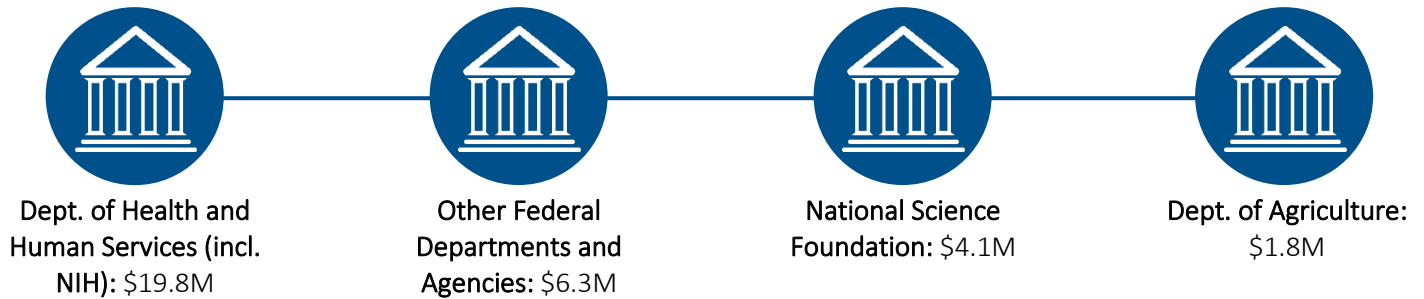 Dept. of Health and
Human Services (incl.
NIH): $19.8M
Other Federal
Departments and
Agencies: $6.3M
National Science
Foundation: $4.1M
Dept. of Agriculture:
$1.8M